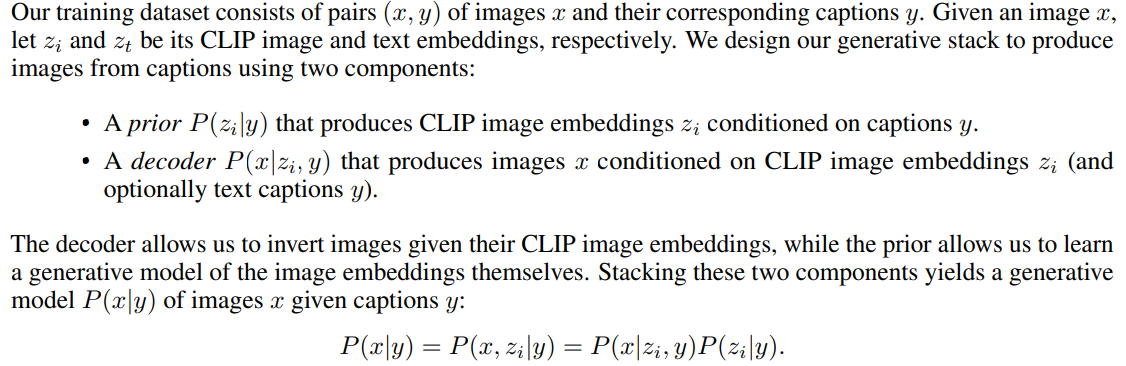 Our training dataset consists of pairs (x, y) of images x and their corresponding captions y. Given an image x,
let z_i and z_t be its CLIP image and text embeddings, respectively. We design our generative stack to produce
images from captions using two components:
• A prior P(z_i|y) that produces CLIP image embeddings z_i conditioned on captions y.
• A decoder P(x|z_i, y) that produces images x conditioned on CLIP image embeddings z_i (and
optionally text captions y).
The decoder allows us to invert images given their CLIP image embeddings, while the prior allows us to learn
a generative model of the image embeddings themselves. Stacking these two components yields a generative
model P(x|y) of images x given captions y:
P(x|y) = P(x, z_i|y) = P(x|z_i, y)P(z_i|y).